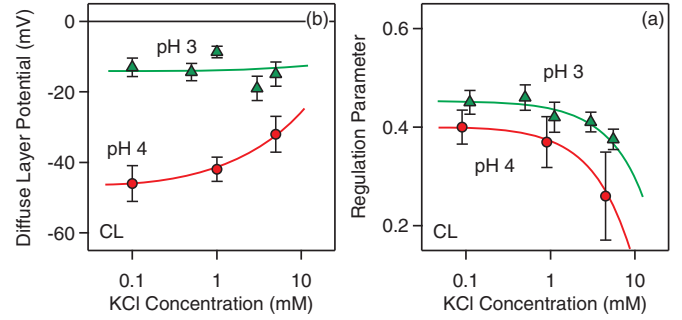 Diffuse Layer Potential (mV)
0
-20
-40
-60
(b)
pH 3
pH 4
CL
0.1
1
10
KCl Concentration (mM)
Regulation Parameter
0.6
0.4
0.2
(a)
pH 3
pH 4
CL
0.1
1
10
KCl Concentration (mM)